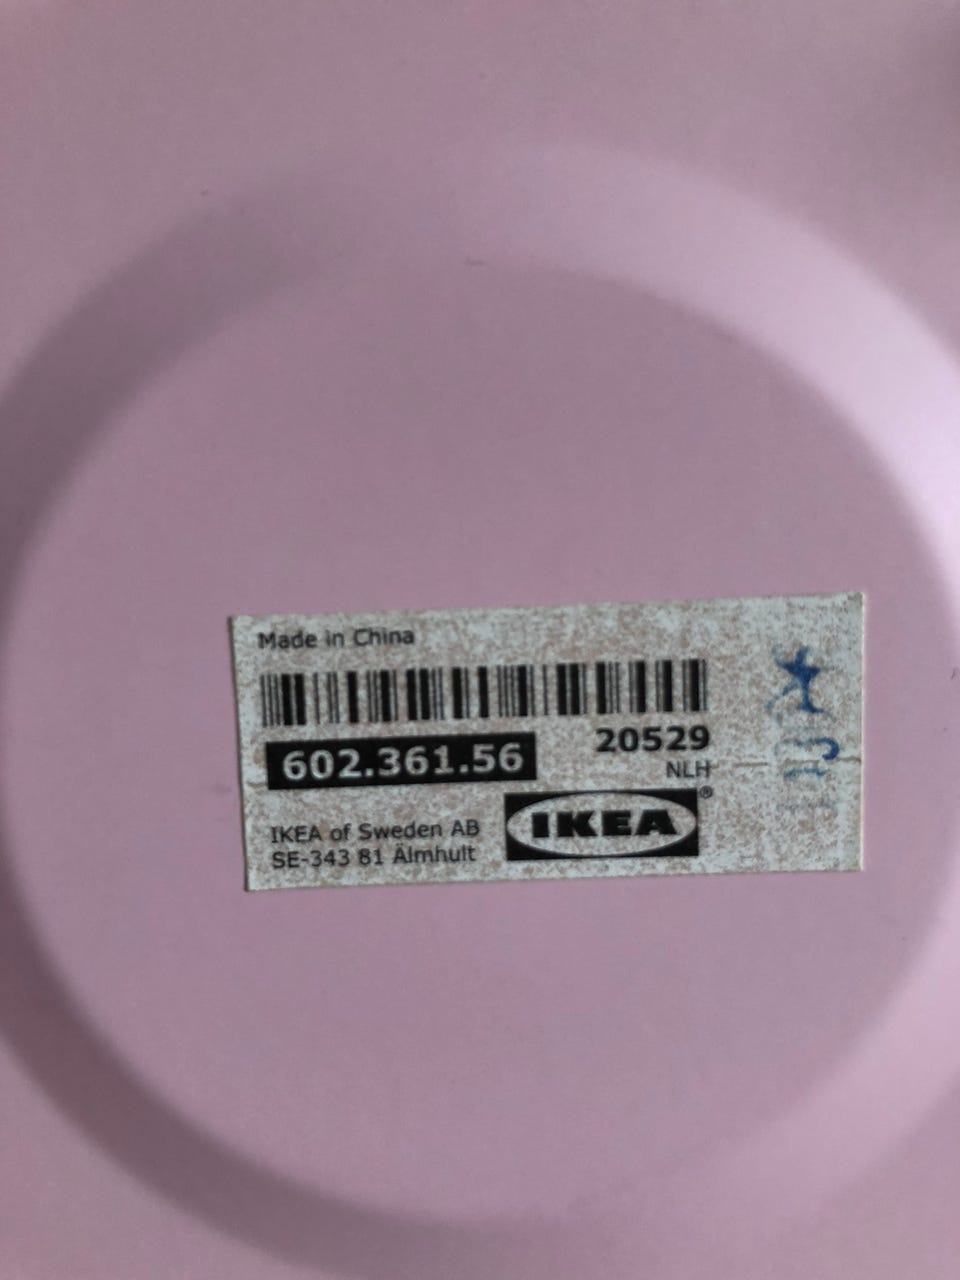 Made in China
602.361.56
20529
NLH
IKEA of Sweden AB
SE-343 81 Älmhult
IKEA®